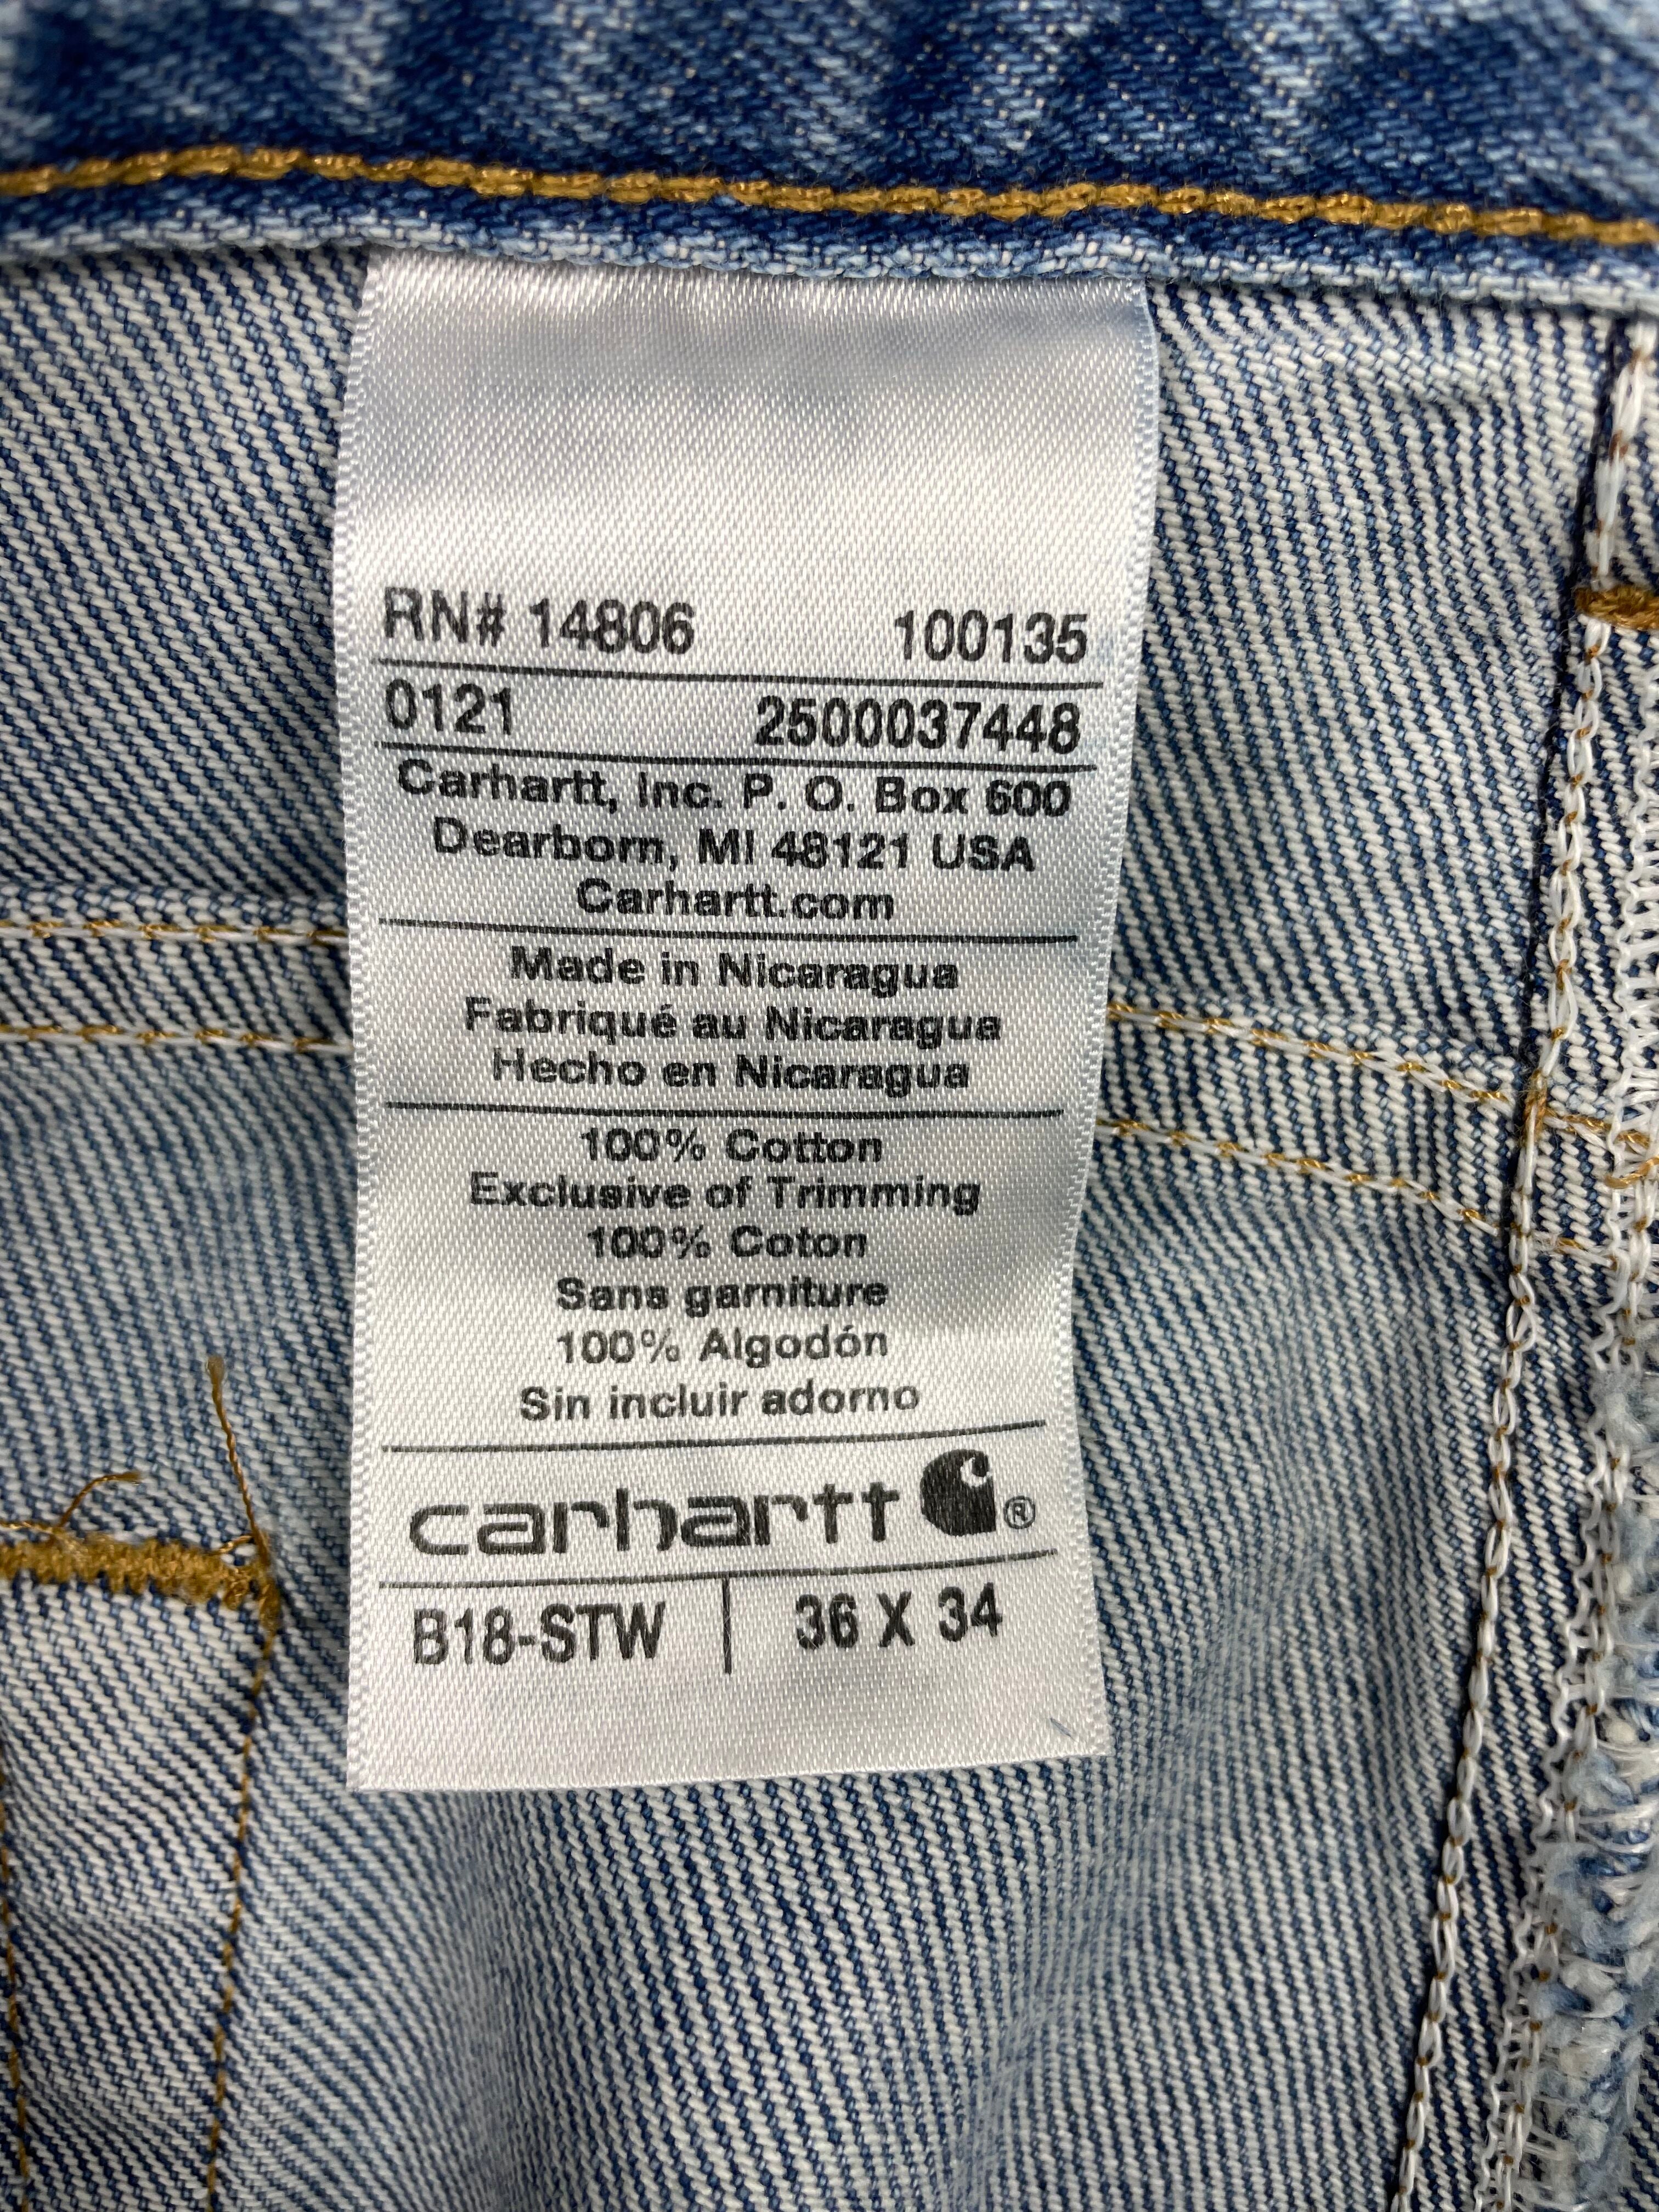 RN# 14806 100135
0121 2500037448
Carhartt, Inc. P. O. Box 600
Dearborn, MI 48121 USA
Carhartt.com
Made in Nicaragua
Fabriqué au Nicaragua
Hecho en Nicaragua
100% Cotton
Exclusive of Trimming
100% Coton
Sans garniture
100% Algodón
Sin incluir adorno
carhartt ®
B18-STW | 36 X 34